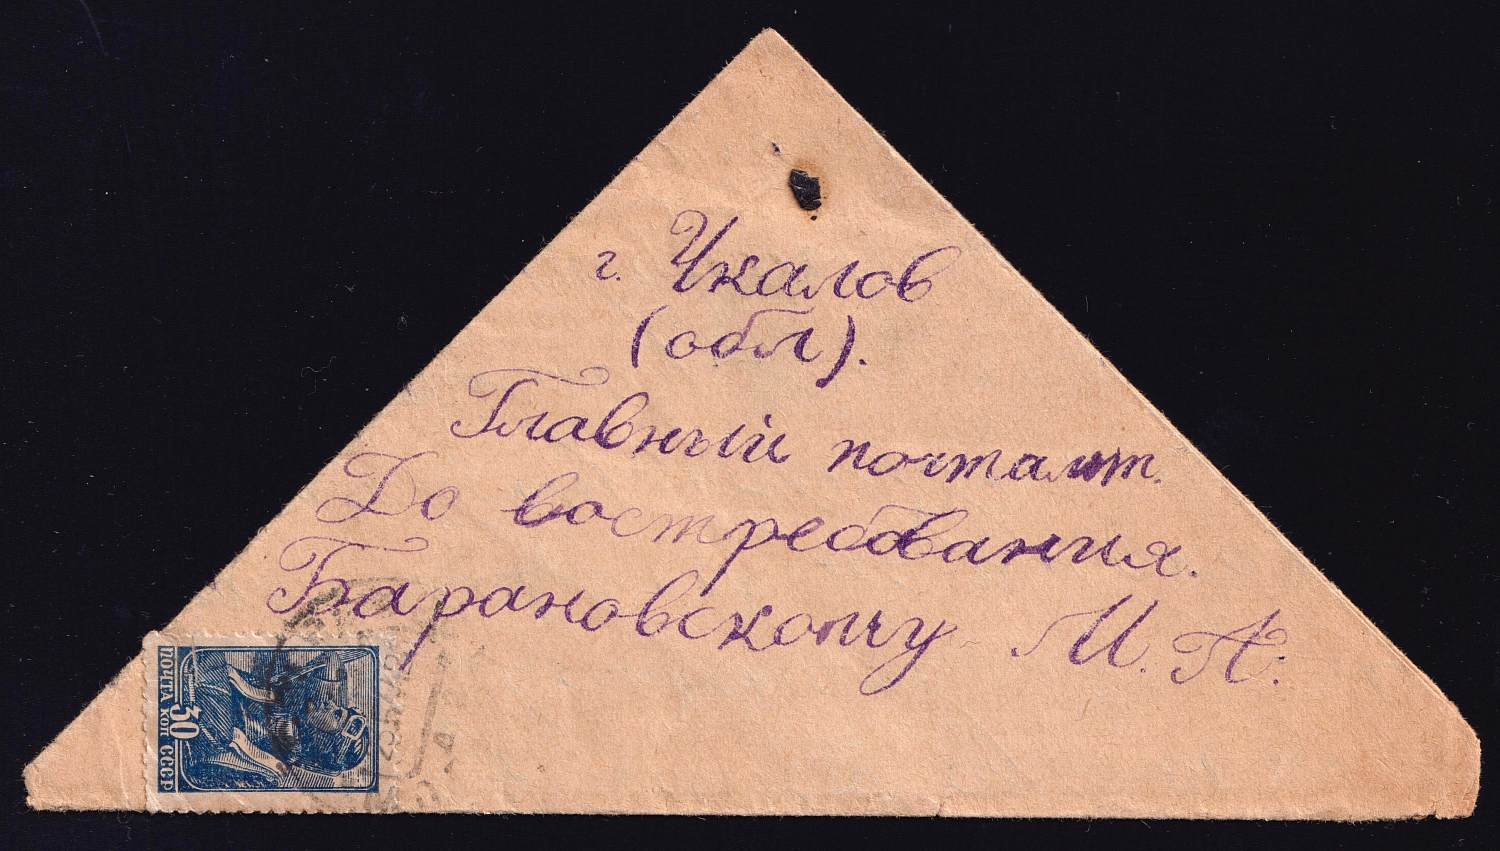 г. Чкалов
(обл).
Главный почтамт.
До востребования.
Барановскому И. А.
ПОЧТА 30 КОП СССР